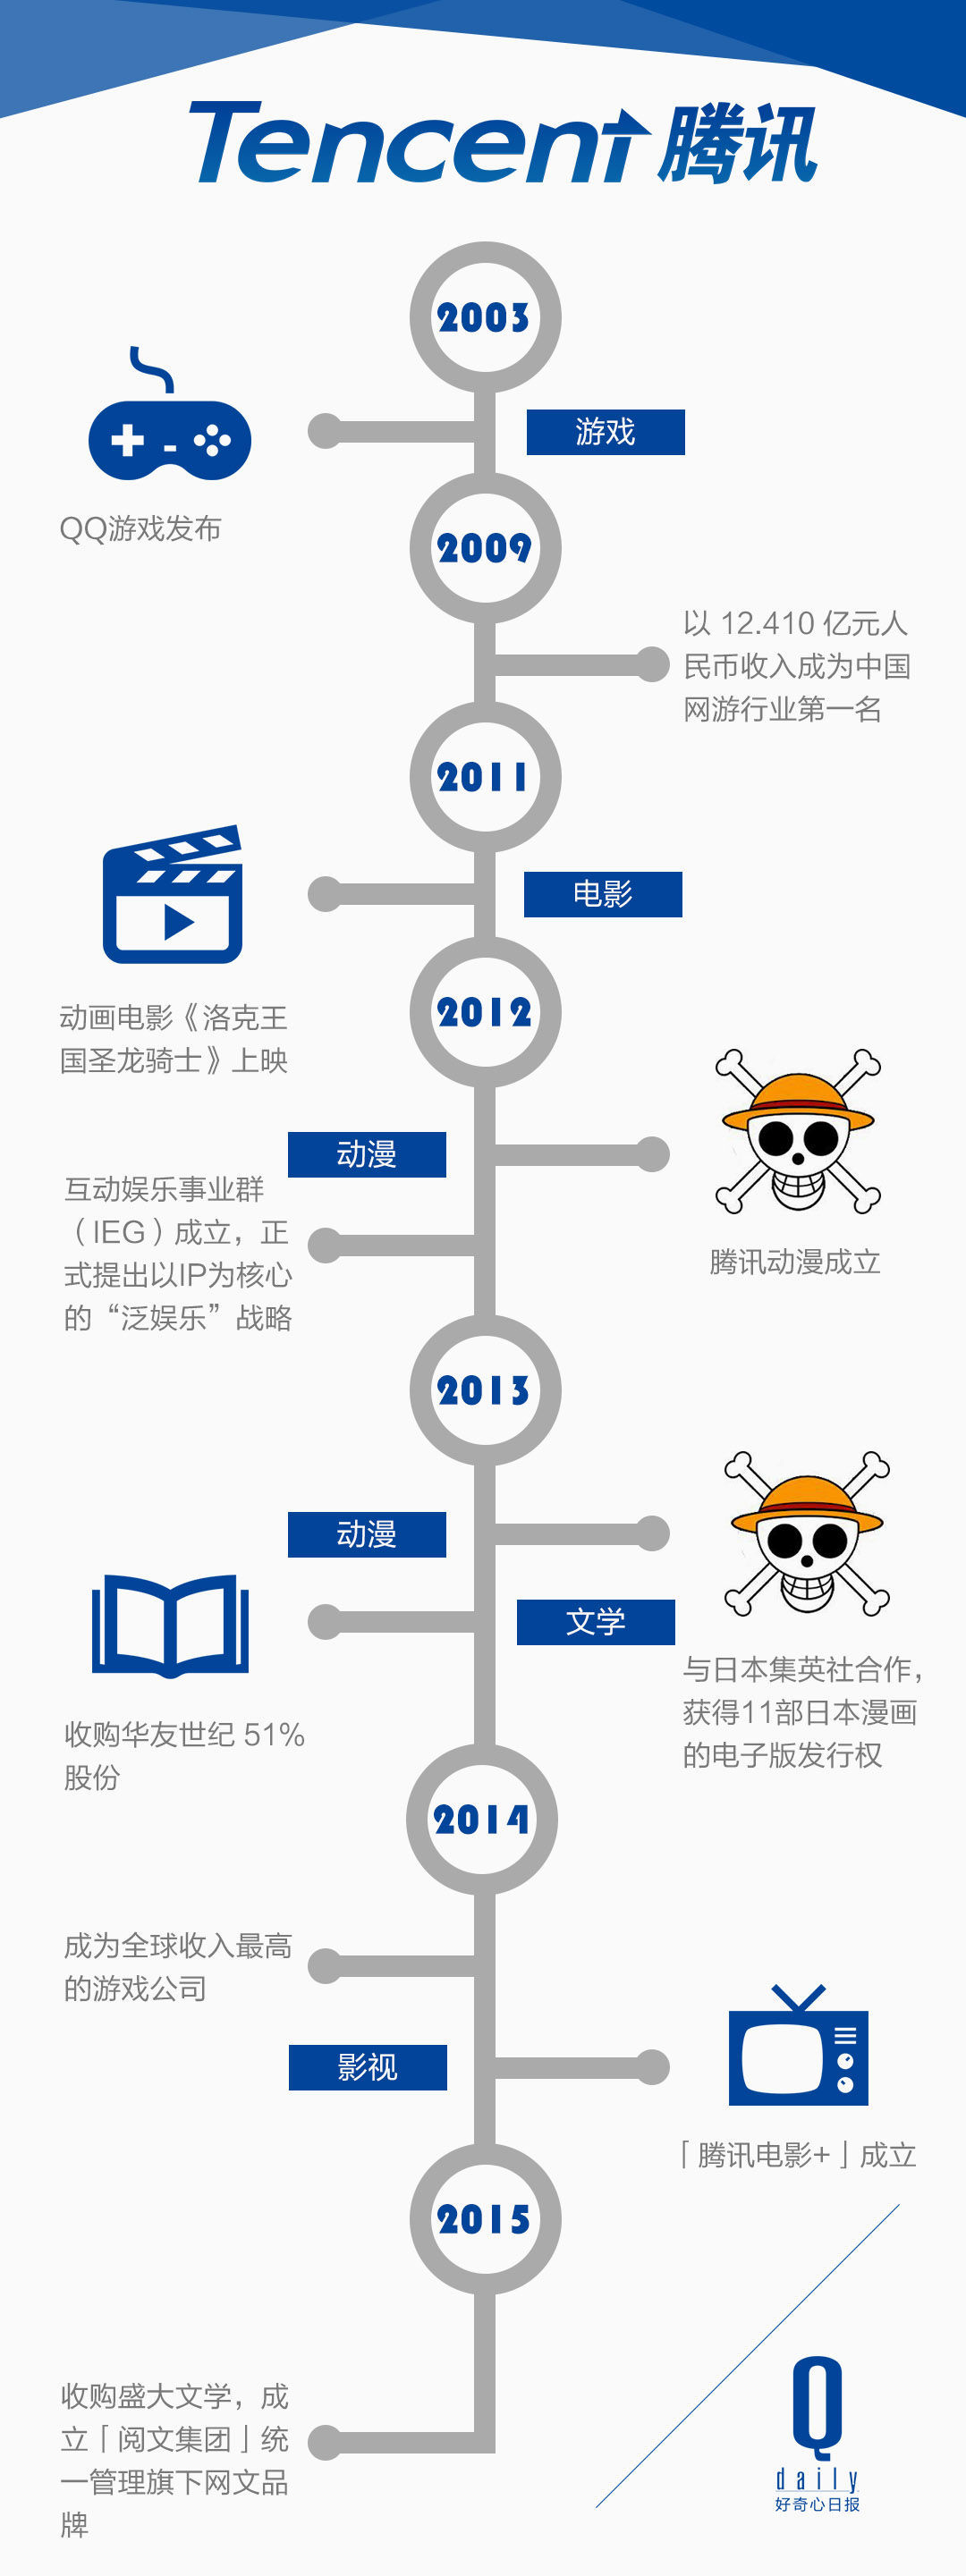 Tencent 腾讯
2003
游戏
QQ游戏发布
2009
以 12.410 亿元人
民币收入成为中国
网游行业第一名
2011
电影
动画电影《洛克王
国圣龙骑士》上映
2012
动漫
腾讯动漫成立
互动娱乐事业群
（IEG）成立，正
式提出以IP为核心
的“泛娱乐”战略
2013
动漫
与日本集英社合作，
获得11部日本漫画
的电子版发行权
文学
收购华友世纪 51%
股份
2014
成为全球收入最高
的游戏公司
影视
「腾讯电影+」成立
2015
收购盛大文学，成
立「阅文集团」统
一管理旗下网文品
牌
Q
daily
好奇心日报